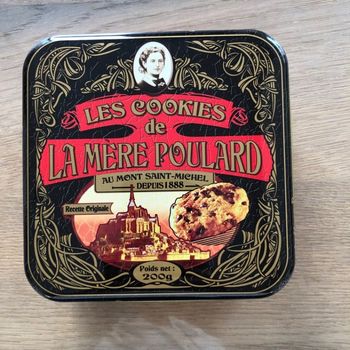 LES COOKIES
de
LA MÈRE POULARD
AU MONT SAINT-MICHEL
DEPUIS 1888
Recette Originale
Poids net :
200g